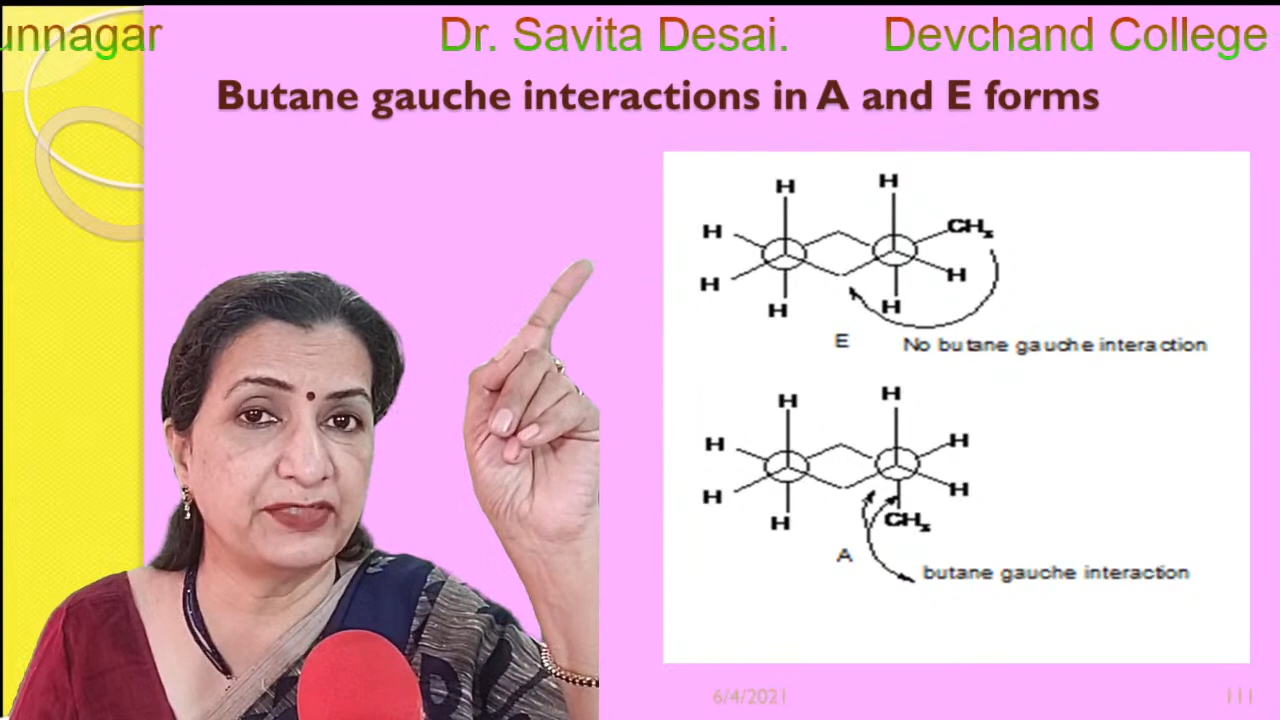 unnagar Dr. Savita Desai. Devchand College
Butane gauche interactions in A and E forms
H H
H CH₃
H H
H H
E No butane gauche interaction
H H
H H
H H
H CH₃
A
butane gauche interaction
6/4/2021 111